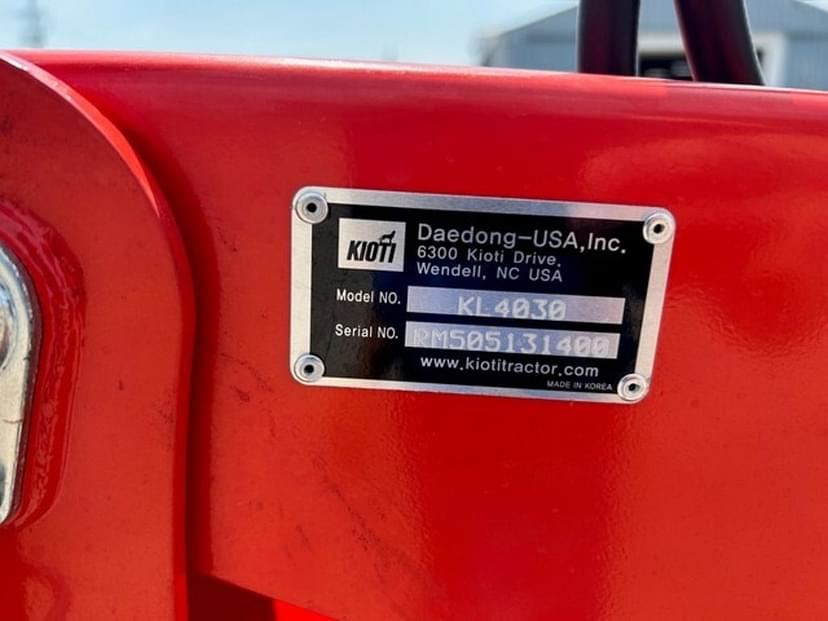 KIOTI
Daedong-USA,Inc.
6300 Kioti Drive.
Wendell, NC USA
Model NO. KL4030
Serial NO. RM505131400
www.kiotitractor.com
MADE IN KOREA